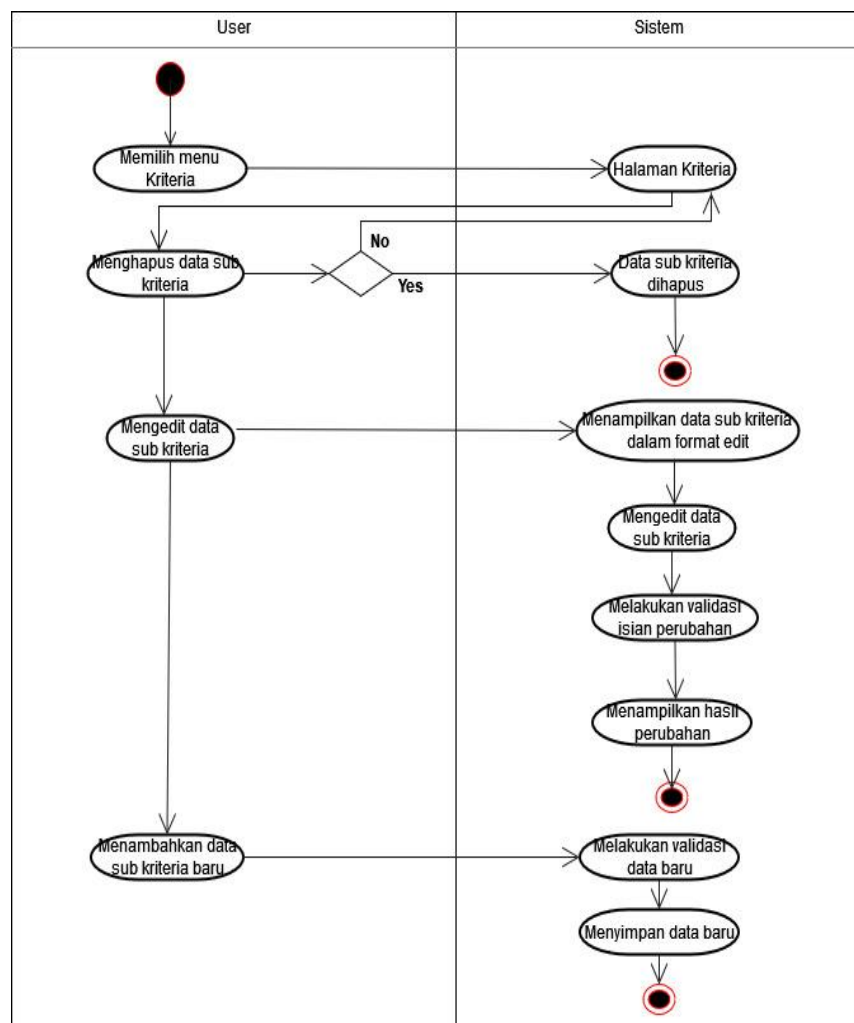 User
Sistem
Memilih menu
Kriteria
Halaman Kriteria
No
Menghapus data sub
kriteria
Yes
Data sub kriteria
dihapus
Mengedit data
sub kriteria
Menampilkan data sub kriteria
dalam format edit
Mengedit data
sub kriteria
Melakukan validasi
isian perubahan
Menampilkan hasil
perubahan
Menambahkan data
sub kriteria baru
Melakukan validasi
data baru
Menyimpan data baru